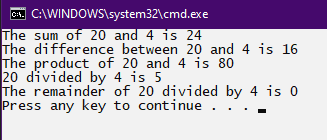 C:\WINDOWS\system32\cmd.exe
The sum of 20 and 4 is 24
The difference between 20 and 4 is 16
The product of 20 and 4 is 80
20 divided by 4 is 5
The remainder of 20 divided by 4 is 0
Press any key to continue . . .